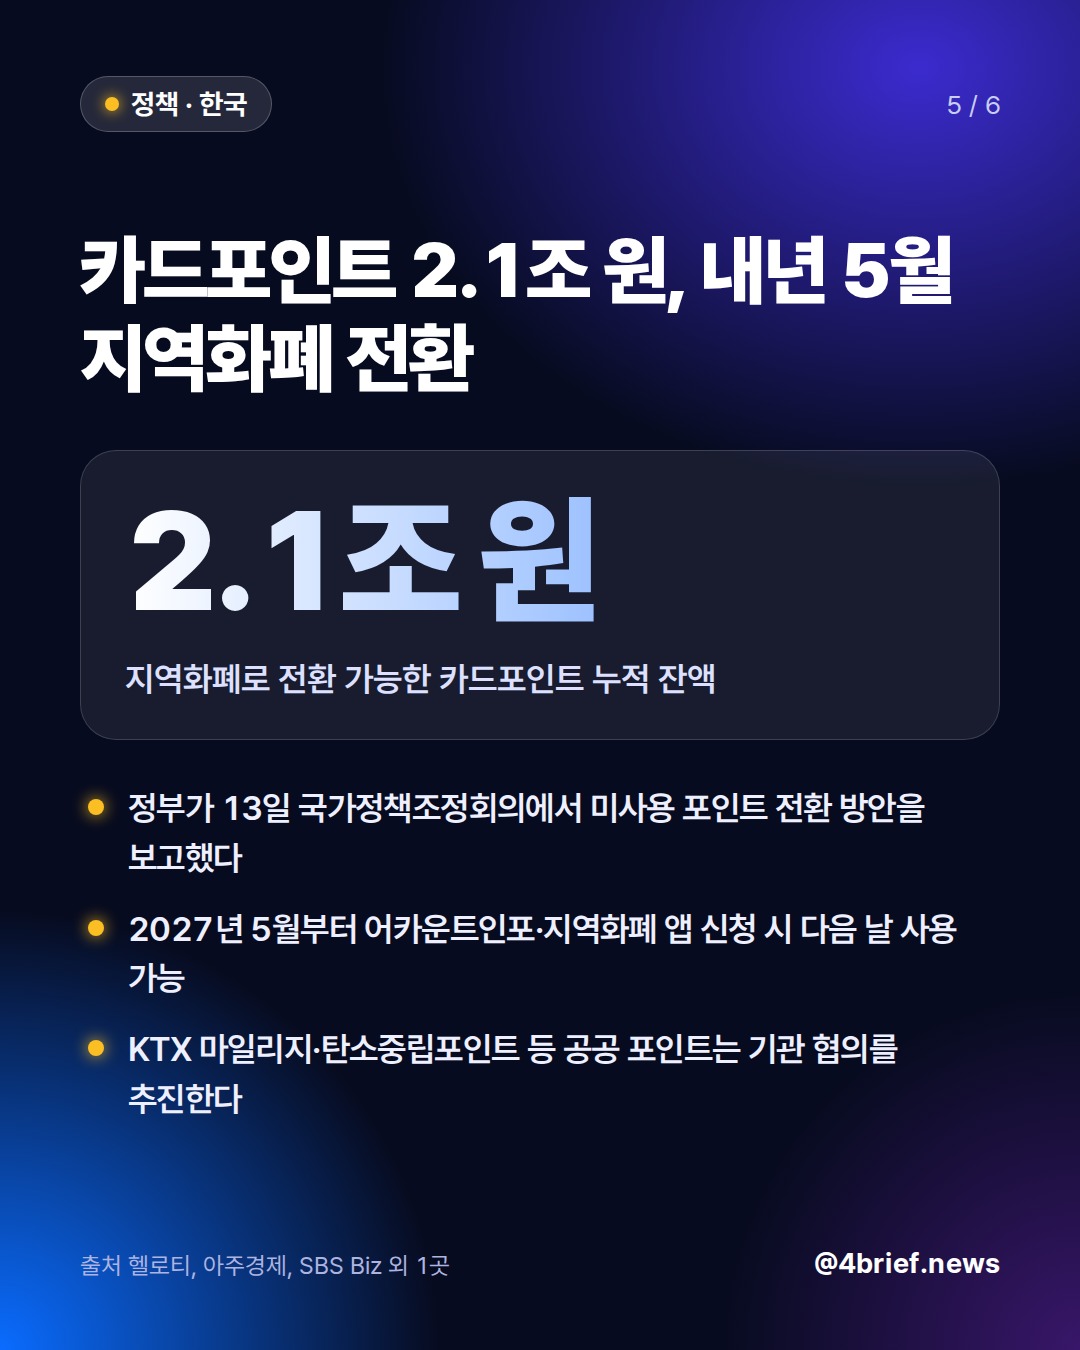 정책 · 한국
5 / 6
카드포인트 2.1조 원, 내년 5월
지역화폐 전환
2.1조 원
지역화폐로 전환 가능한 카드포인트 누적 잔액
정부가 13일 국가정책조정회의에서 미사용 포인트 전환 방안을
보고했다
2027년 5월부터 어카운트인포·지역화폐 앱 신청 시 다음 날 사용
가능
KTX 마일리지·탄소중립포인트 등 공공 포인트는 기관 협의를
추진한다
출처 헬로티, 아주경제, SBS Biz 외 1곳
@4brief.news